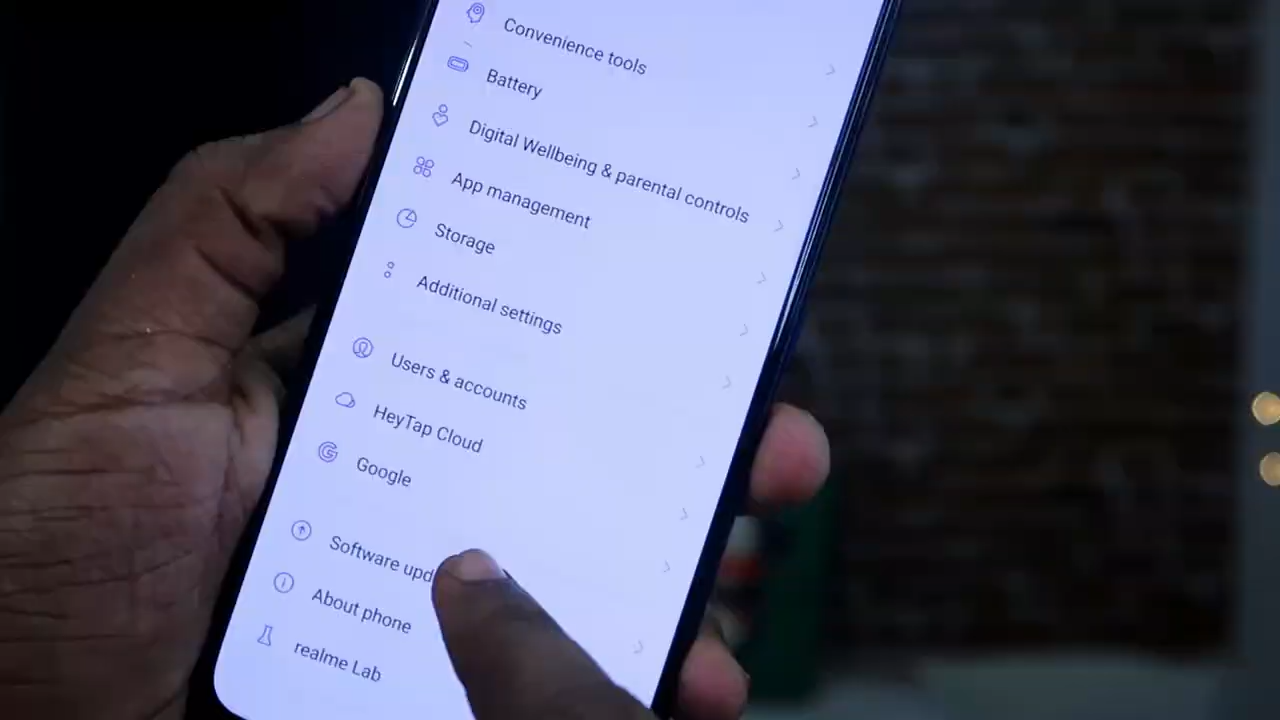 Convenience tools
Battery
Digital Wellbeing & parental controls
App management
Storage
Additional settings
Users & accounts
HeyTap Cloud
Google
Software upd
About phone
realme Lab